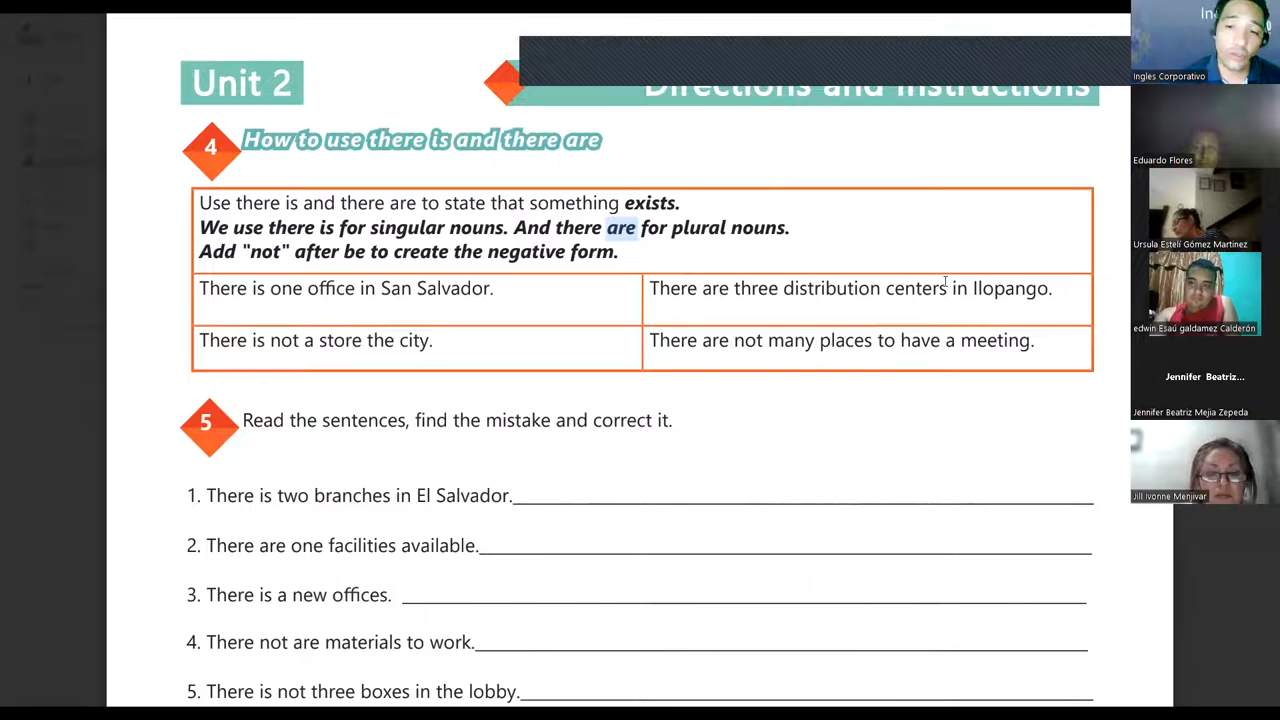 Unit 2
Directions and Instructions
4 How to use there is and there are
Use there is and there are to state that something exists.
We use there is for singular nouns. And there are for plural nouns.
Add "not" after be to create the negative form.
There is one office in San Salvador.
There are three distribution centers in Ilopango.
There is not a store the city.
There are not many places to have a meeting.
5 Read the sentences, find the mistake and correct it.
1. There is two branches in El Salvador.
2. There are one facilities available.
3. There is a new offices.
4. There not are materials to work.
5. There is not three boxes in the lobby.
Ingles Corporativo
Eduardo Flores
Ursula Estelí Gómez Martinez
edwin Esaú galdamez Calderón
Jennifer Beatriz...
Jennifer Beatriz Mejia Zepeda
Jill Ivonne Menjivar